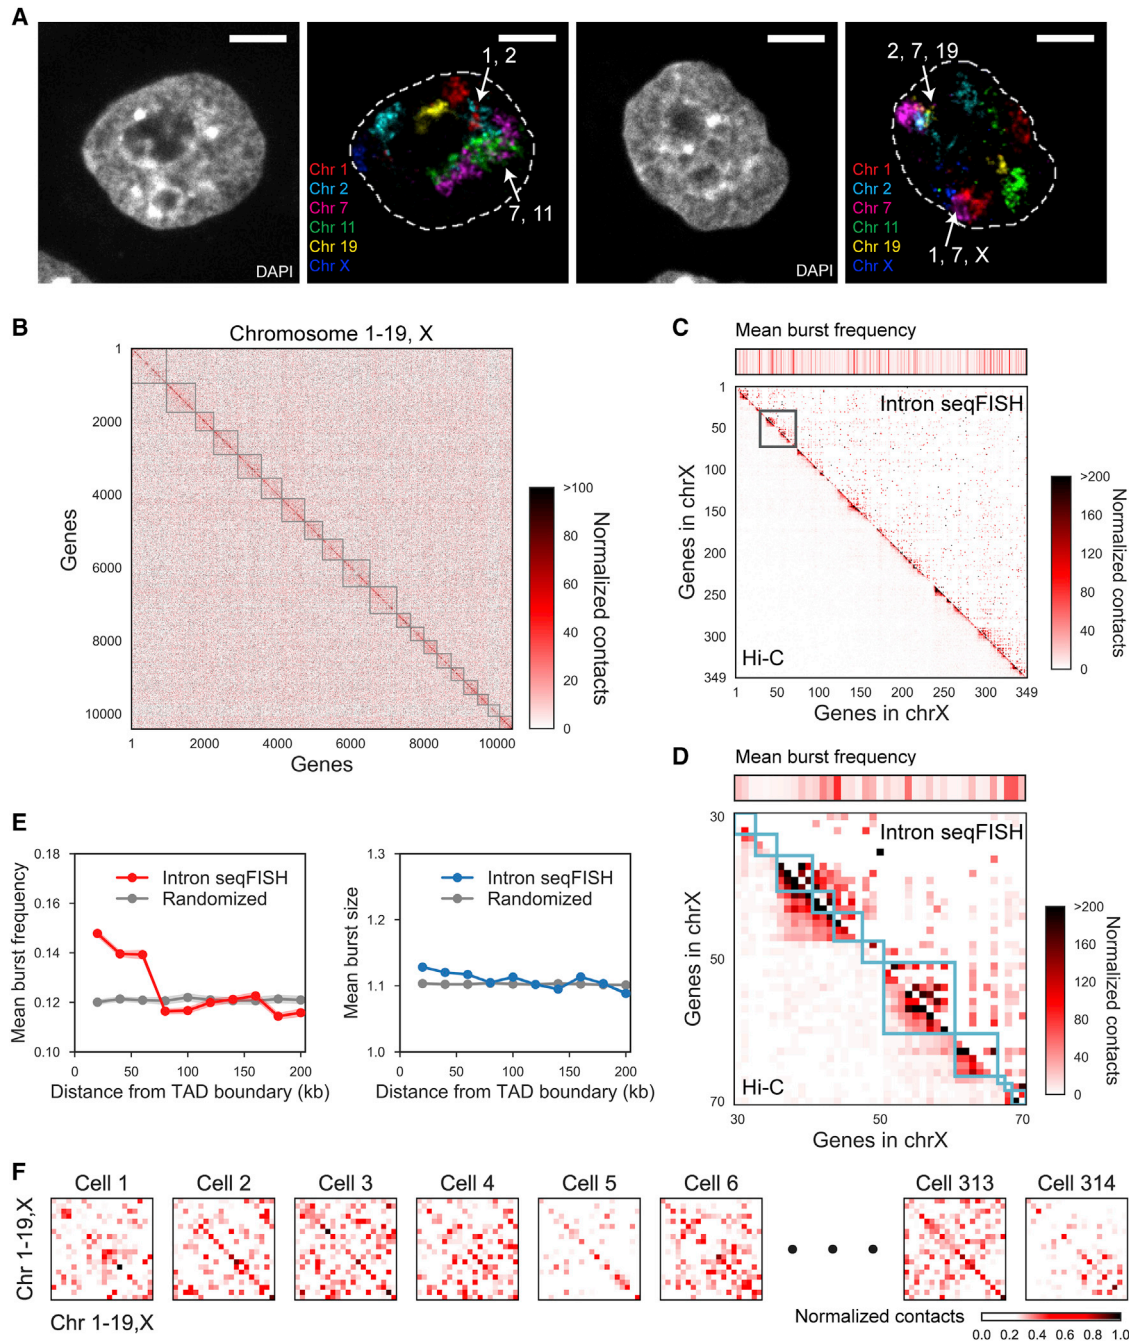 A
1, 2
7, 11
Chr 1
Chr 2
Chr 7
Chr 11
Chr 19
Chr X
DAPI
2, 7, 19
1, 7, X
Chr 1
Chr 2
Chr 7
Chr 11
Chr 19
Chr X
DAPI
B
Chromosome 1-19, X
1
2000
4000
6000
8000
10000
Genes
1 2000 4000 6000 8000 10000
Genes
>100
80
60
40
20
0
Normalized contacts
C
Mean burst frequency
Intron seqFISH
Hi-C
1
50
100
150
200
250
300
349
Genes in chrX
1 50 100 150 200 250 300 349
Genes in chrX
>200
160
120
80
40
0
Normalized contacts
D
Mean burst frequency
Intron seqFISH
Hi-C
30
50
70
Genes in chrX
30 50 70
Genes in chrX
>200
160
120
80
40
0
Normalized contacts
E
Intron seqFISH
Randomized
0.18
0.16
0.14
0.12
0.10
Mean burst frequency
0 50 100 150 200
Distance from TAD boundary (kb)
Intron seqFISH
Randomized
1.3
1.2
1.1
1.0
Mean burst size
0 50 100 150 200
Distance from TAD boundary (kb)
F
Cell 1 Cell 2 Cell 3 Cell 4 Cell 5 Cell 6 Cell 313 Cell 314
Chr 1-19,X
Chr 1-19,X
Normalized contacts
0.0 0.2 0.4 0.6 0.8 1.0